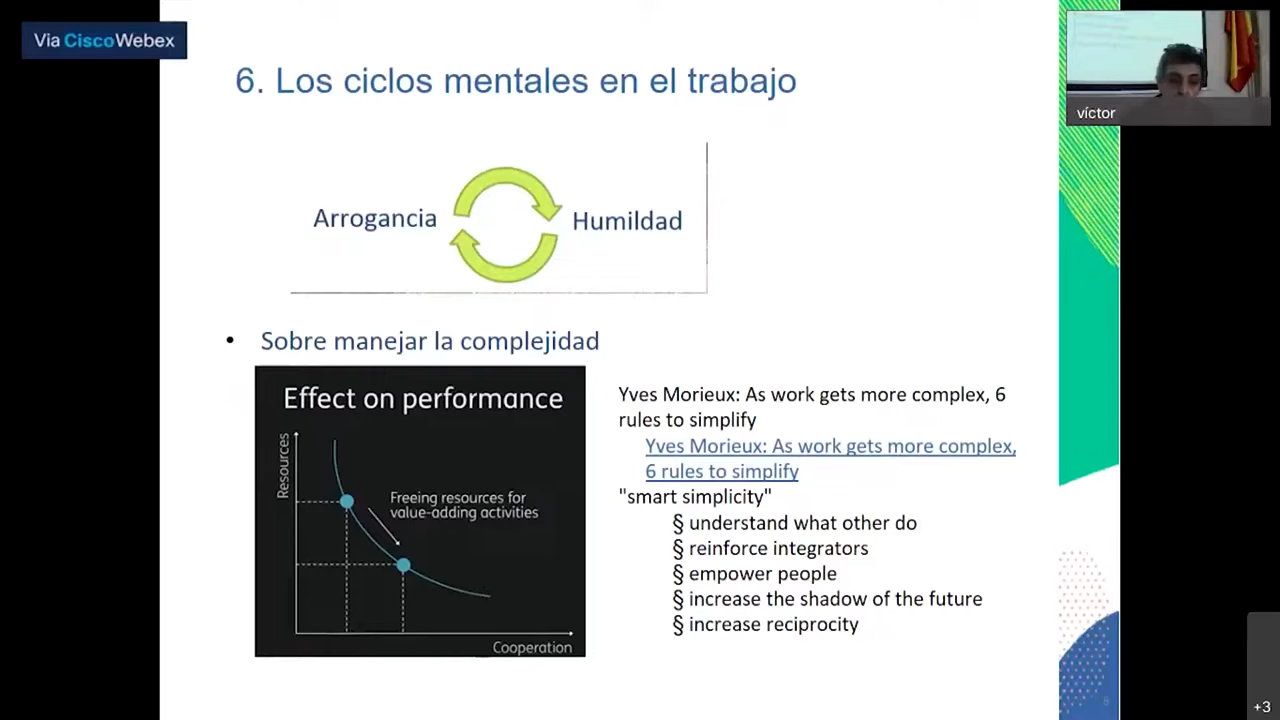 Via CiscoWebex
víctor
6. Los ciclos mentales en el trabajo
Arrogancia
Humildad
• Sobre manejar la complejidad
Effect on performance
Resources
Freeing resources for
value-adding activities
Cooperation
Yves Morieux: As work gets more complex, 6
rules to simplify
Yves Morieux: As work gets more complex,
6 rules to simplify
"smart simplicity"
§ understand what other do
§ reinforce integrators
§ empower people
§ increase the shadow of the future
§ increase reciprocity
+3